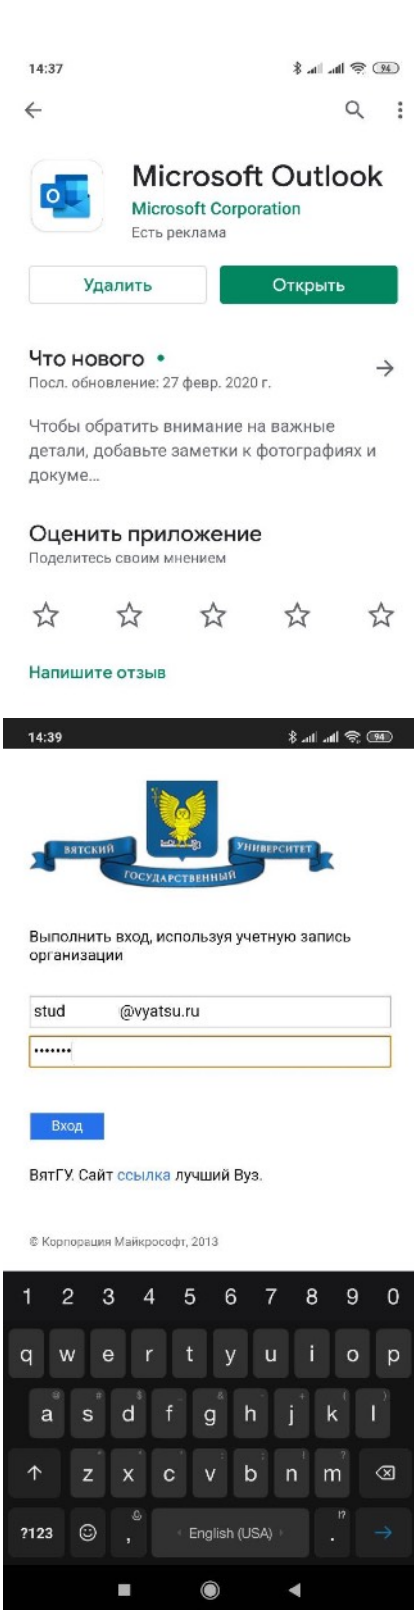 14:37
94
Microsoft Outlook
Microsoft Corporation
Есть реклама
Удалить
Открыть
Что нового •
Посл. обновление: 27 февр. 2020 г.
Чтобы обратить внимание на важные
детали, добавьте заметки к фотографиях и
докуме...
Оценить приложение
Поделитесь своим мнением
Напишите отзыв
14:39
94
ВЯТСКИЙ
ГОСУДАРСТВЕННЫЙ
УНИВЕРСИТЕТ
Выполнить вход, используя учетную запись
организации
stud @vyatsu.ru
•••••••
Вход
ВятГУ. Сайт ссылка лучший Вуз.
© Корпорация Майкрософт, 2013
1 2 3 4 5 6 7 8 9 0
q w e r t y u i o p
a s d f g h j k l
z x c v b n m
?123 , English (USA) . !?